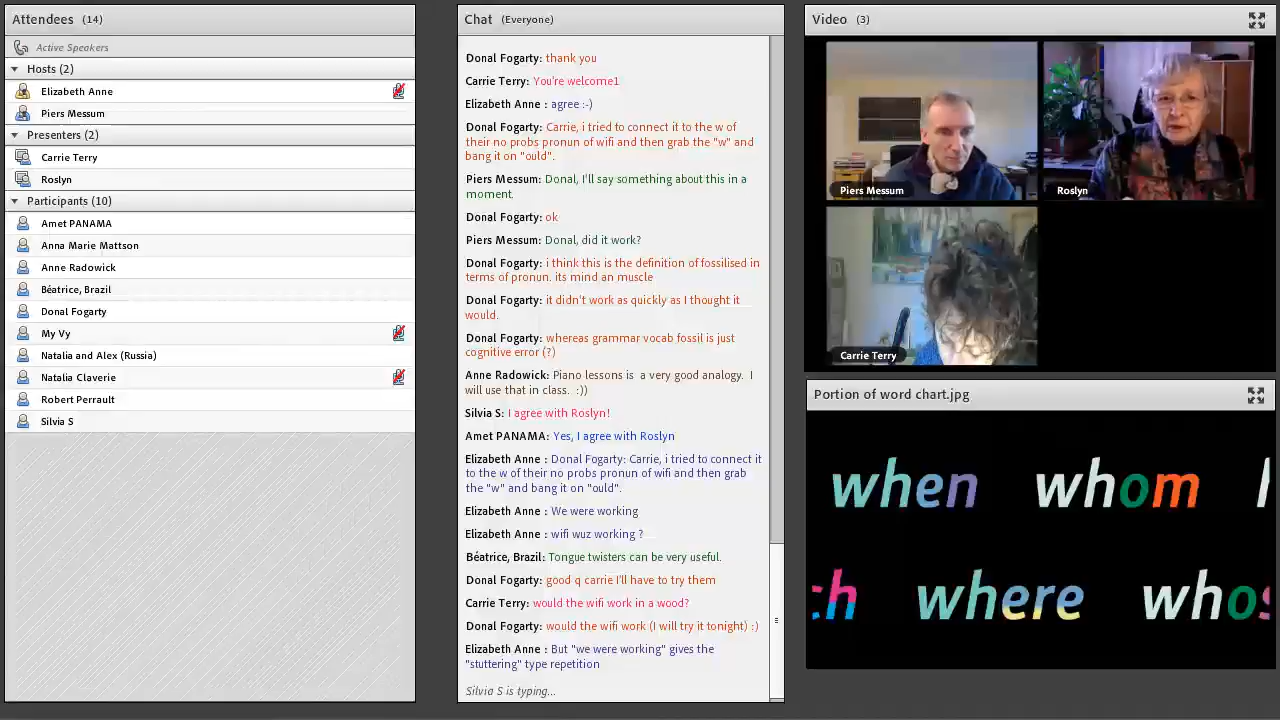 Attendees (14)
Active Speakers
Hosts (2)
Elizabeth Anne
Piers Messum
Presenters (2)
Carrie Terry
Roslyn
Participants (10)
Amet PANAMA
Anna Marie Mattson
Anne Radowick
Béatrice, Brazil
Donal Fogarty
My Vy
Natalia and Alex (Russia)
Natalia Claverie
Robert Perrault
Silvia S
Chat (Everyone)
Donal Fogarty: thank you
Carrie Terry: You're welcome1
Elizabeth Anne : agree :-)
Donal Fogarty: Carrie, i tried to connect it to the w of
their no probs pronun of wifi and then grab the "w" and
bang it on "ould".
Piers Messum: Donal, I'll say something about this in a
moment.
Donal Fogarty: ok
Piers Messum: Donal, did it work?
Donal Fogarty: i think this is the definition of fossilised in
terms of pronun. its mind an muscle
Donal Fogarty: it didn't work as quickly as I thought it
would.
Donal Fogarty: whereas grammar vocab fossil is just
cognitive error (?)
Anne Radowick: Piano lessons is a very good analogy. I
will use that in class. :))
Silvia S: I agree with Roslyn!
Amet PANAMA: Yes, I agree with Roslyn
Elizabeth Anne : Donal Fogarty: Carrie, i tried to connect it
to the w of their no probs pronun of wifi and then grab
the "w" and bang it on "ould".
Elizabeth Anne : We were working
Elizabeth Anne : wifi wuz working ?
Béatrice, Brazil: Tongue twisters can be very useful.
Donal Fogarty: good q carrie I'll have to try them
Carrie Terry: would the wifi work in a wood?
Donal Fogarty: would the wifi work (I will try it tonight) :)
Elizabeth Anne : But "we were working" gives the
"stuttering" type repetition
Silvia S is typing...
Video (3)
Piers Messum
Roslyn
Carrie Terry
Portion of word chart.jpg
when whom
ch where whos